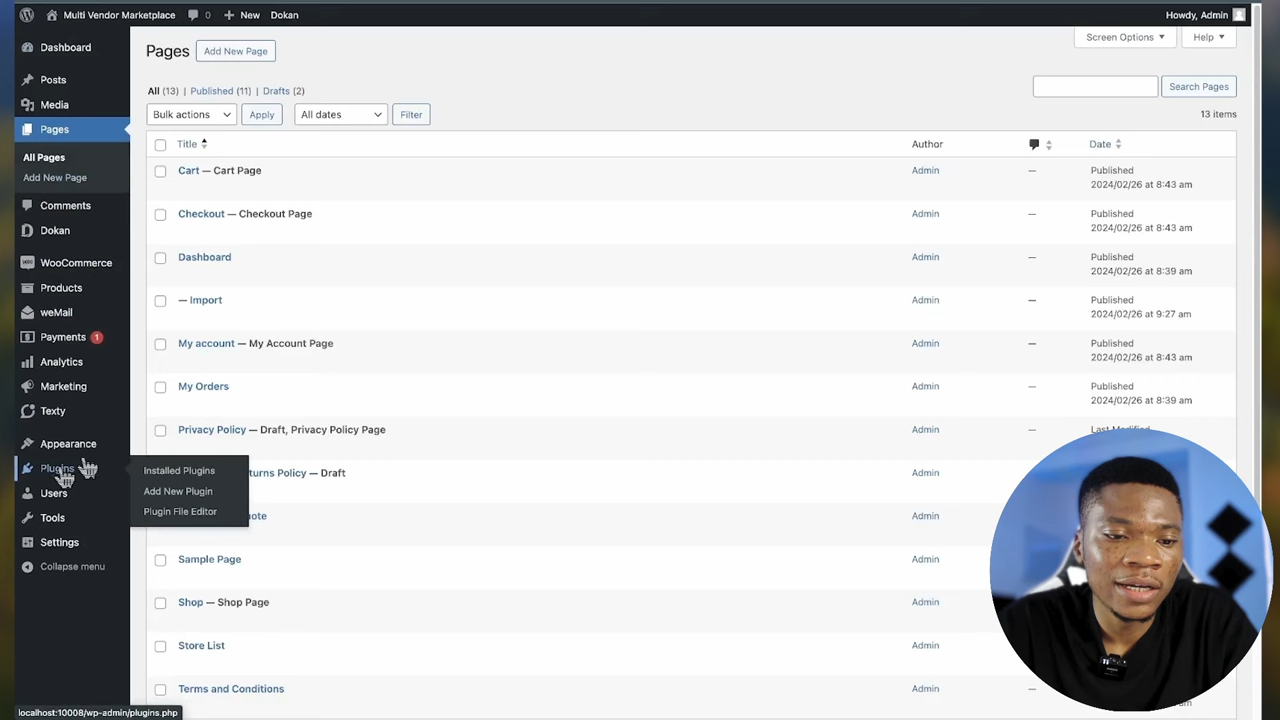 Multi Vendor Marketplace 0 New Dokan Howdy, Admin
Dashboard
Posts
Media
Pages
All Pages
Add New Page
Comments
Dokan
WooCommerce
Products
weMail
Payments 1
Analytics
Marketing
Texty
Appearance
Plugins
Users
Tools
Settings
Collapse menu
Installed Plugins
Add New Plugin
Plugin File Editor
Pages Add New Page
Screen Options Help
All (13) | Published (11) | Drafts (2)
Search Pages
Bulk actions Apply All dates Filter
13 items
Title Author Date
Cart — Cart Page Admin — Published
2024/02/26 at 8:43 am
Checkout — Checkout Page Admin — Published
2024/02/26 at 8:43 am
Dashboard Admin — Published
2024/02/26 at 8:39 am
— Import Admin — Published
2024/02/26 at 9:27 am
My account — My Account Page Admin — Published
2024/02/26 at 8:43 am
My Orders Admin — Published
2024/02/26 at 8:39 am
Privacy Policy — Draft, Privacy Policy Page Admin — Last Modified
Policy — Draft Admin
Admin
Sample Page Admin
Shop — Shop Page Admin
Store List Admin
Terms and Conditions Admin
localhost:10008/wp-admin/plugins.php